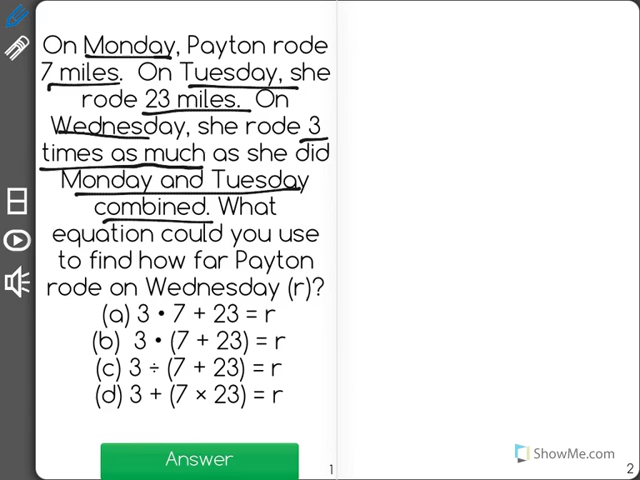 On Monday, Payton rode
7 miles. On Tuesday, she
rode 23 miles. On
Wednesday, she rode 3
times as much as she did
Monday and Tuesday
combined. What
equation could you use
to find how far Payton
rode on Wednesday (r)?
(a) 3 • 7 + 23 = r
(b) 3 • (7 + 23) = r
(c) 3 ÷ (7 + 23) = r
(d) 3 + (7 × 23) = r
Answer
1
ShowMe.com
2